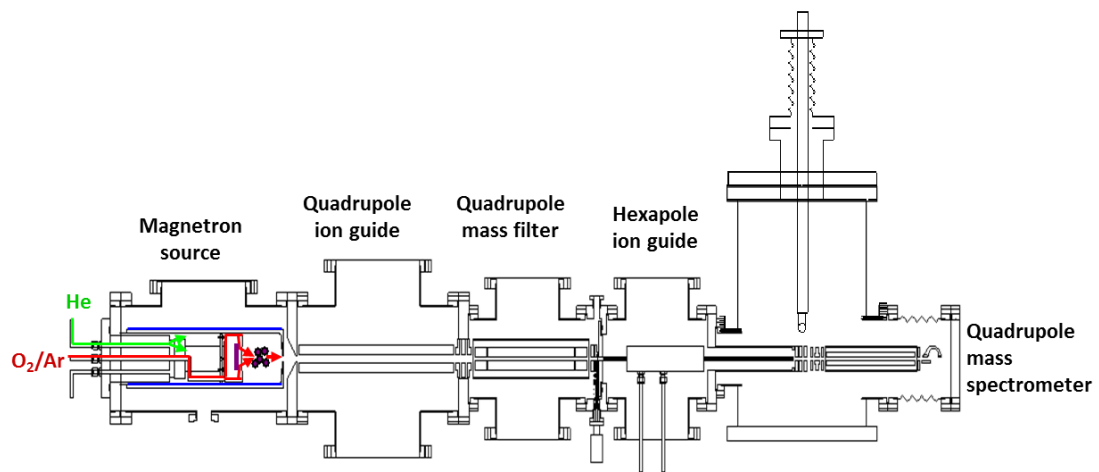 Magnetron
source
Quadrupole
ion guide
Quadrupole
mass filter
Hexapole
ion guide
He
O₂/Ar
Quadrupole
mass
spectrometer